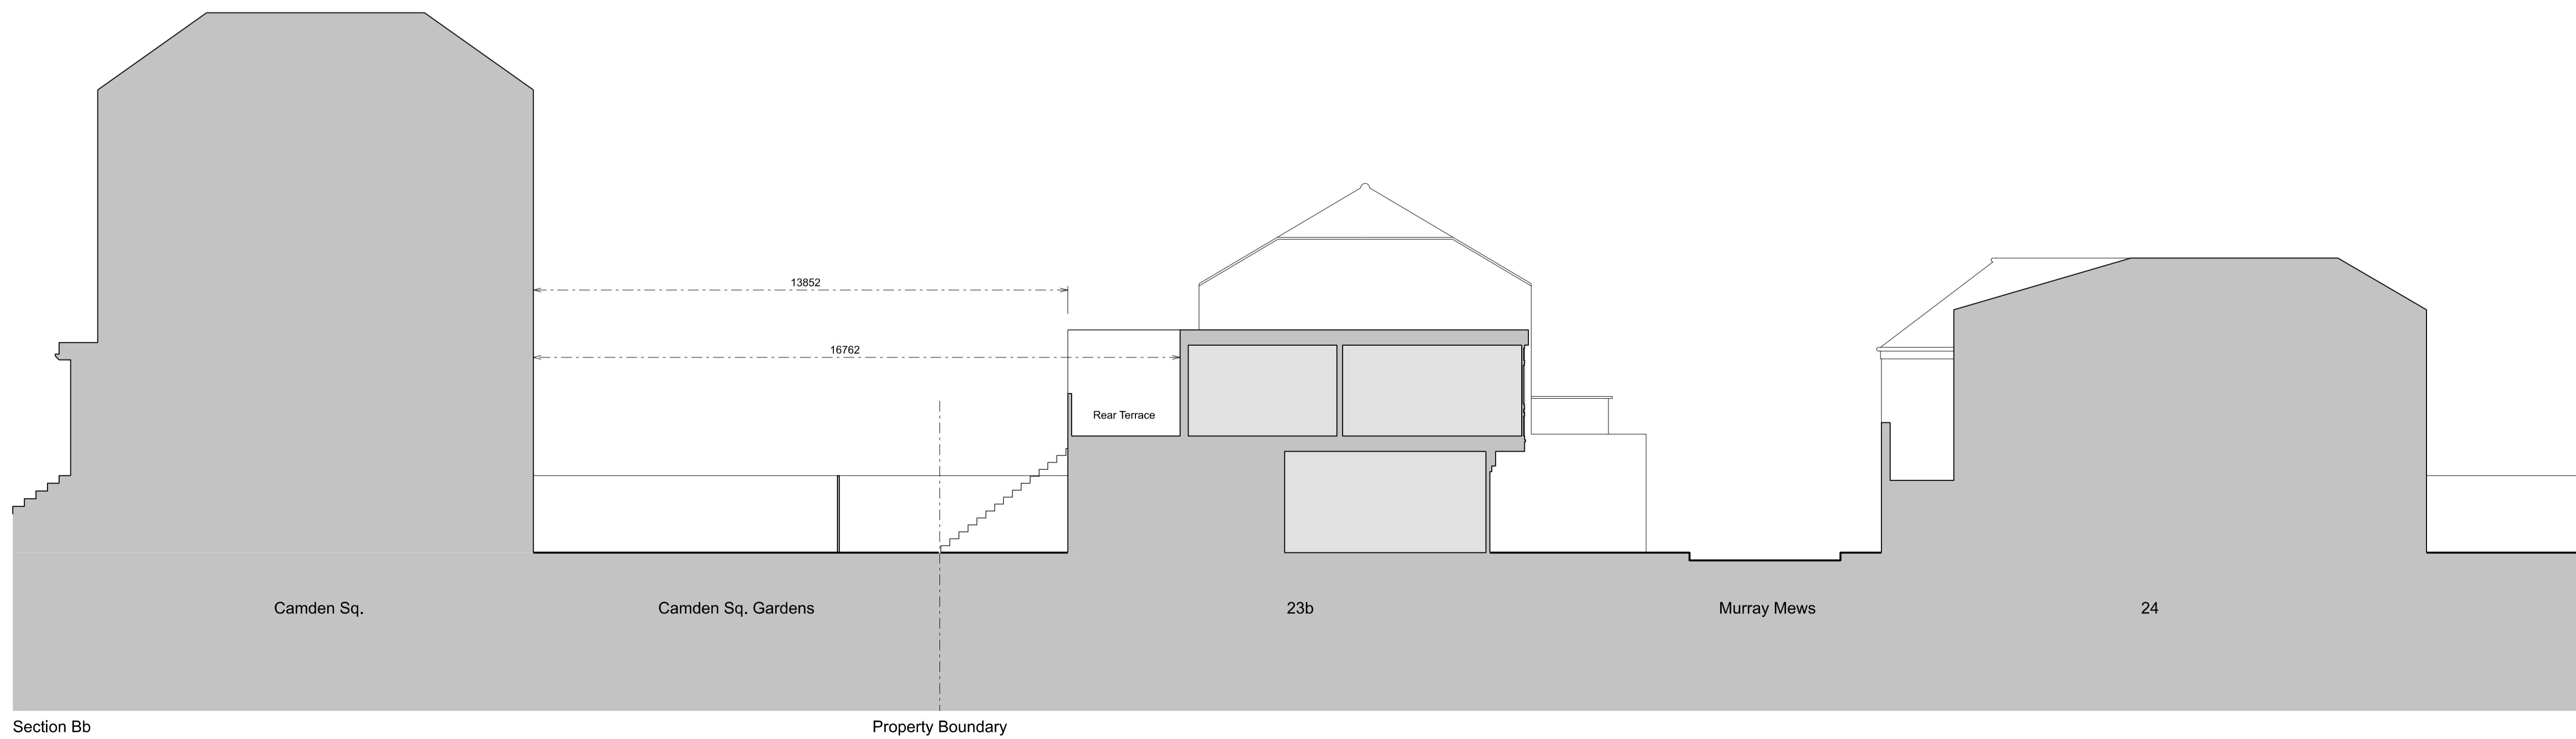 13852
16762
Rear Terrace
Camden Sq.
Camden Sq. Gardens
23b
Murray Mews
24
Section Bb
Property Boundary